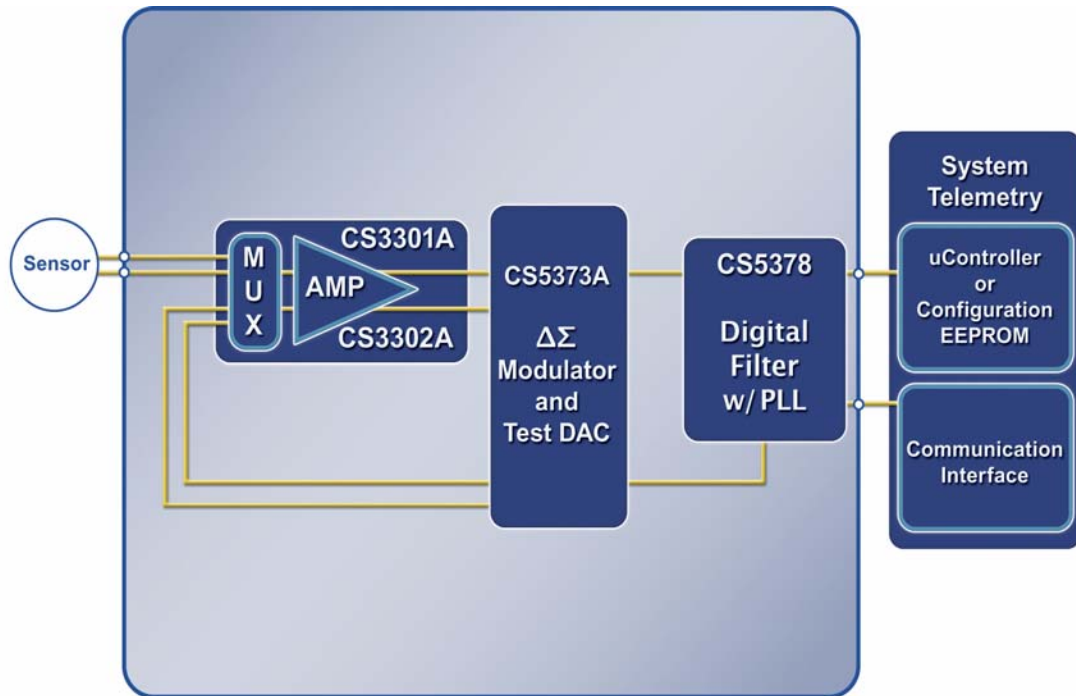 Sensor
M
U
X
AMP
CS3301A
CS3302A
CS5373A
ΔΣ
Modulator
and
Test DAC
CS5378
Digital
Filter
w/ PLL
System
Telemetry
uController
or
Configuration
EEPROM
Communication
Interface